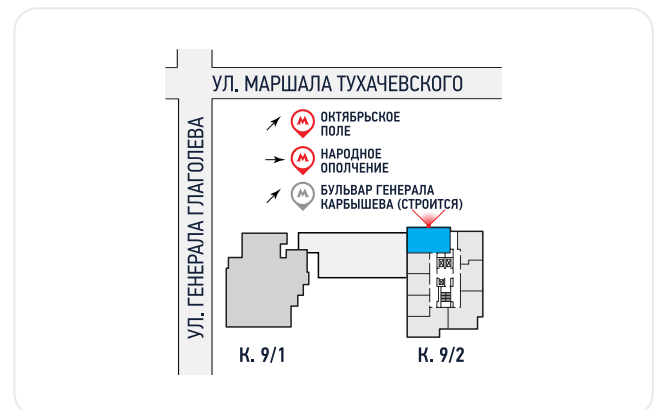 УЛ. МАРШАЛА ТУХАЧЕВСКОГО
УЛ. ГЕНЕРАЛА ГЛАГОЛЕВА
М ОКТЯБРЬСКОЕ
ПОЛЕ
М НАРОДНОЕ
ОПОЛЧЕНИЕ
М БУЛЬВАР ГЕНЕРАЛА
КАРБЫШЕВА (СТРОИТСЯ)
К. 9/1
К. 9/2